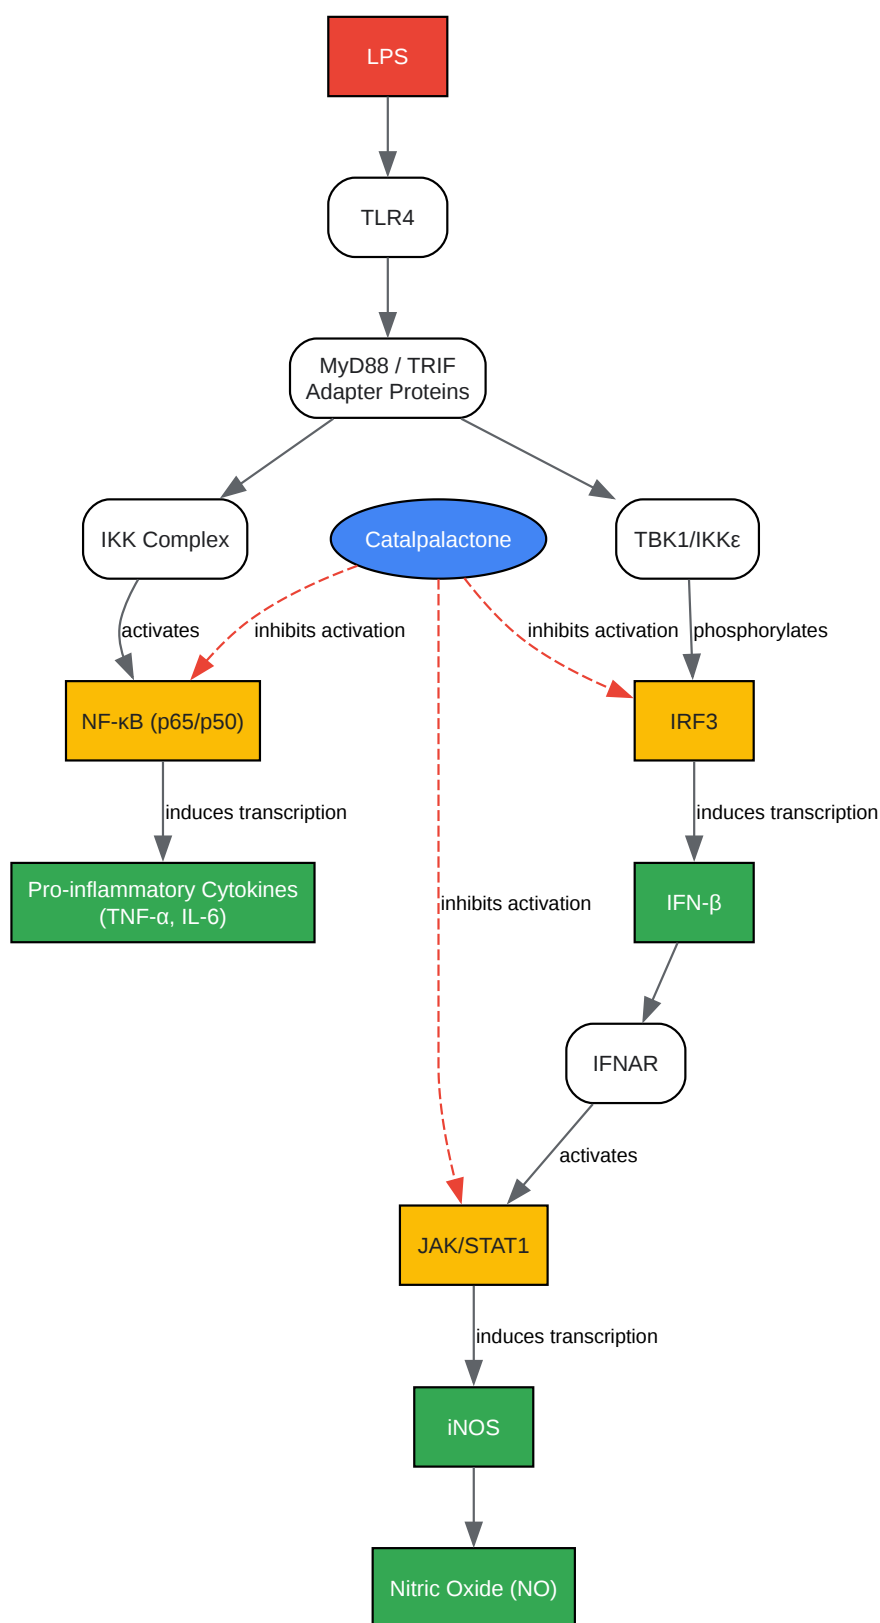 LPS
TLR4
MyD88 / TRIF
Adapter Proteins
IKK Complex
Catalpalactone
TBK1/IKKε
activates
inhibits activation
inhibits activation
phosphorylates
NF-κB (p65/p50)
IRF3
induces transcription
induces transcription
Pro-inflammatory Cytokines
(TNF-α, IL-6)
inhibits activation
IFN-β
IFNAR
activates
JAK/STAT1
induces transcription
iNOS
Nitric Oxide (NO)